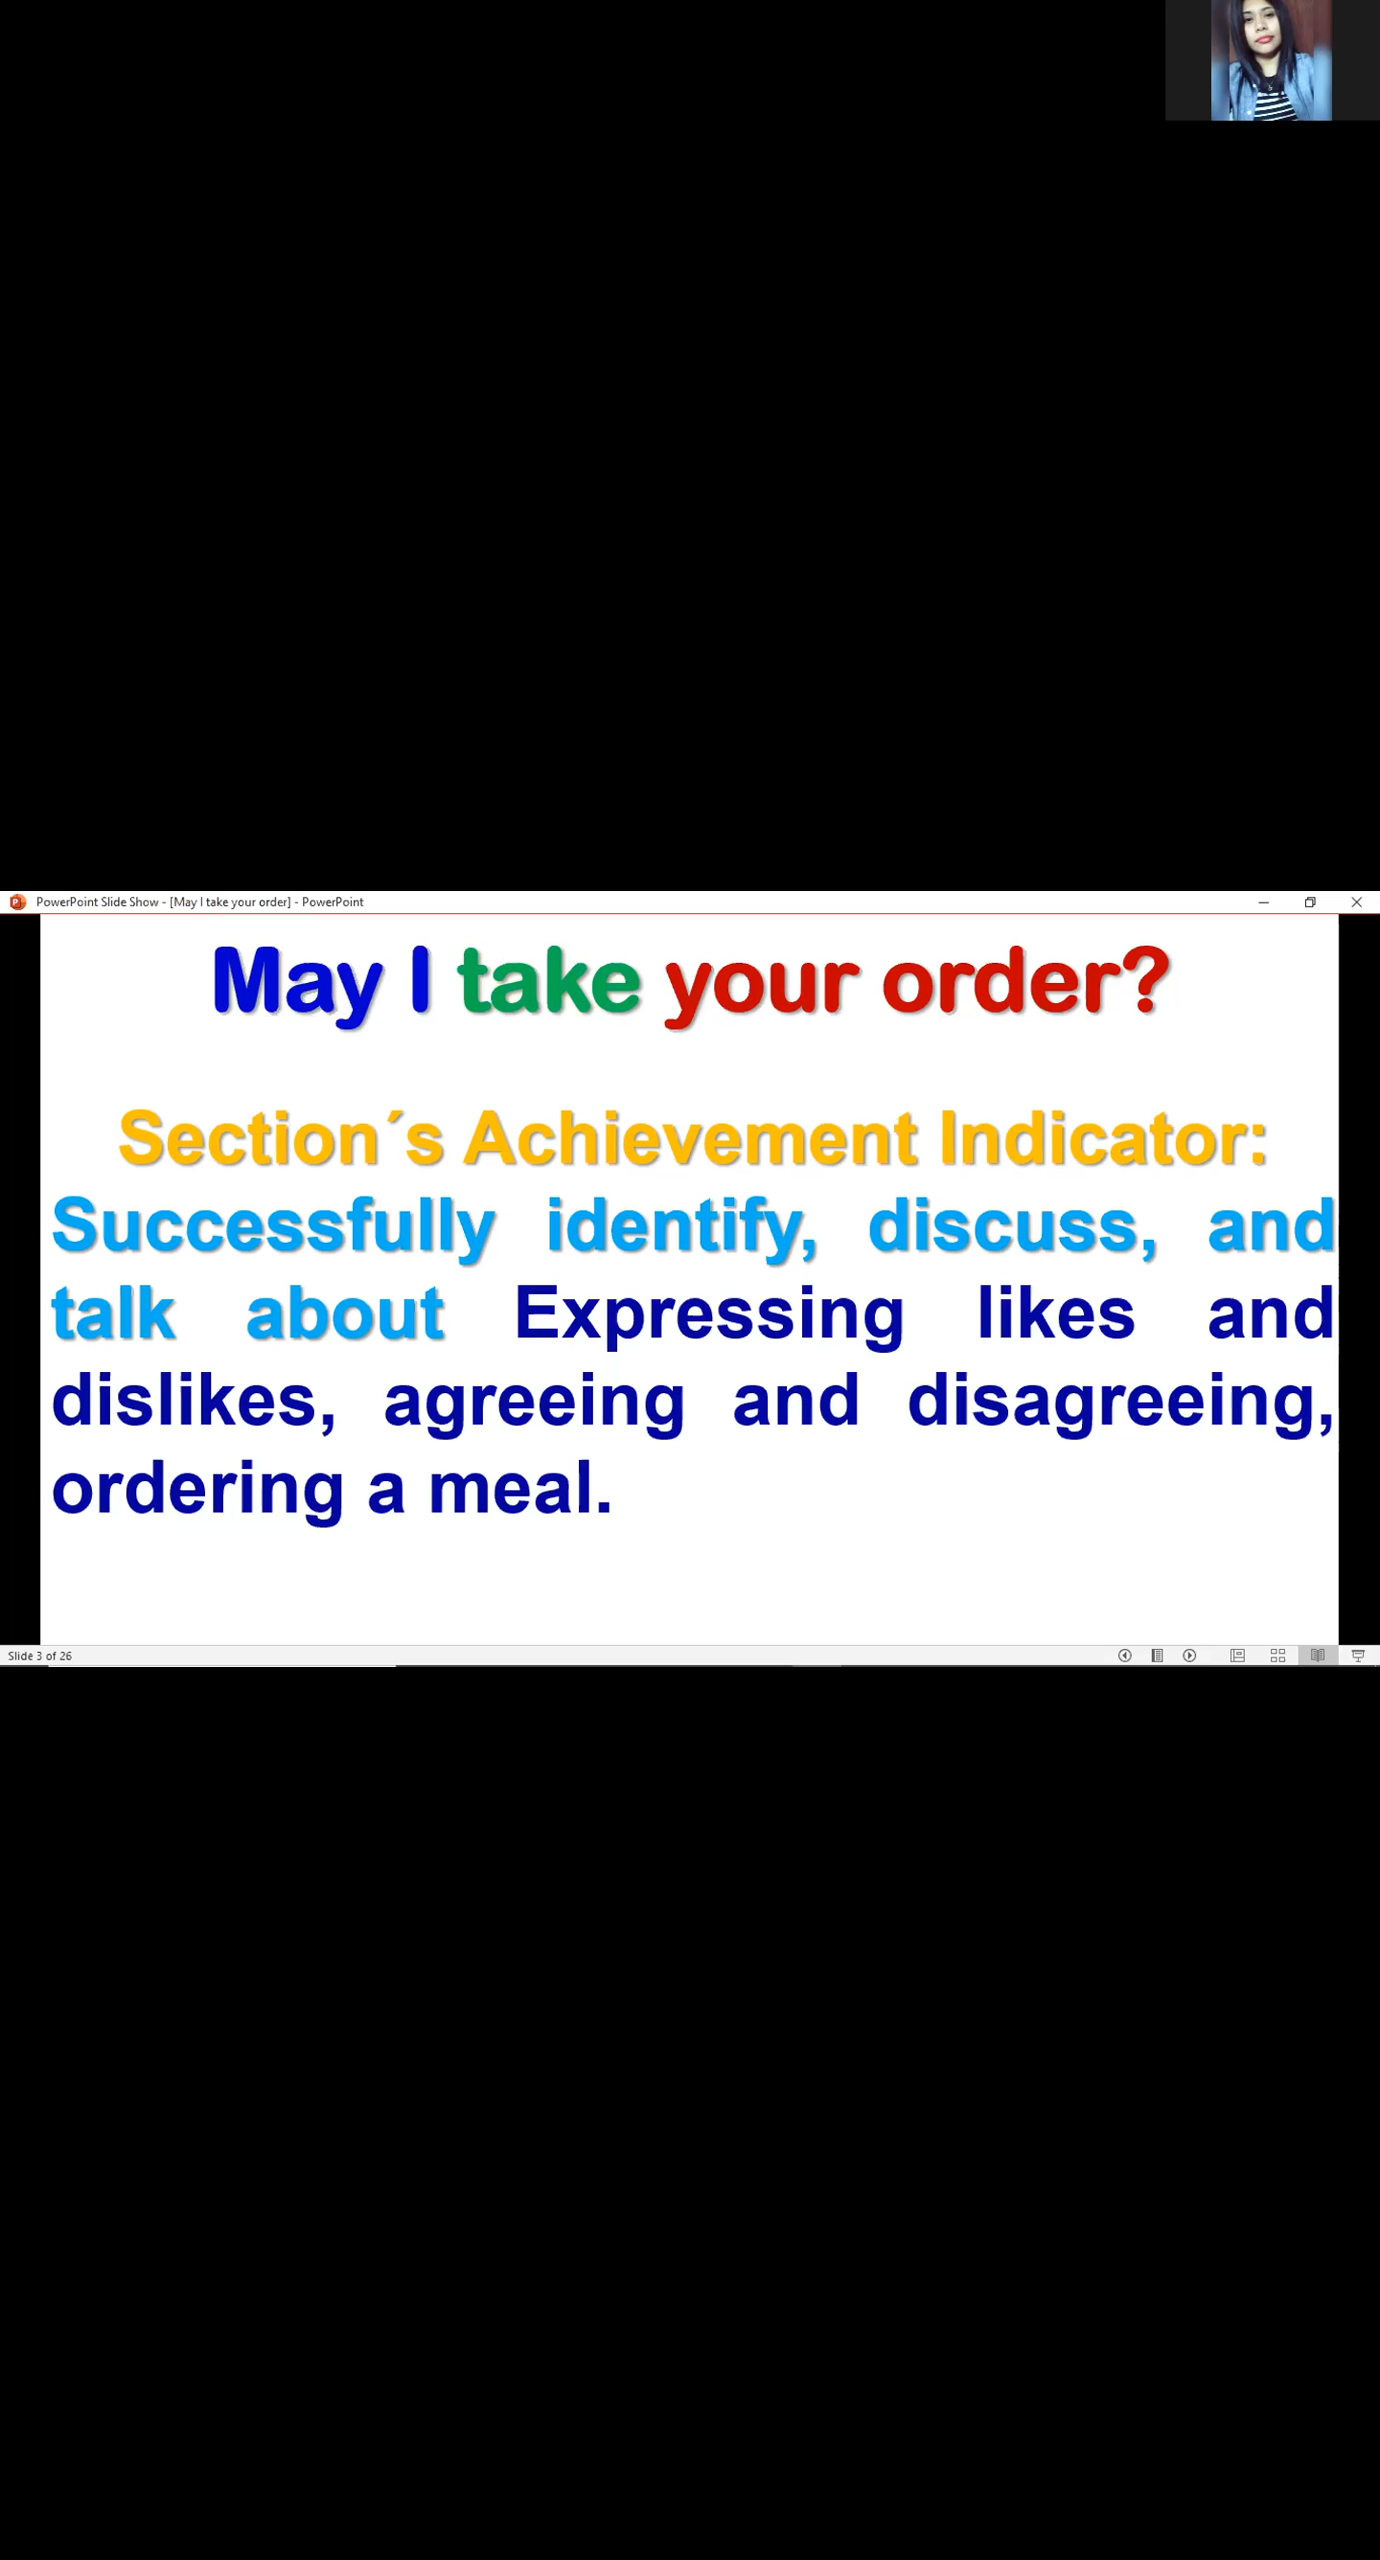 PowerPoint Slide Show - [May I take your order] - PowerPoint
May I take your order?
Section´s Achievement Indicator:
Successfully identify, discuss, and
talk about Expressing likes and
dislikes, agreeing and disagreeing,
ordering a meal.
Slide 3 of 26